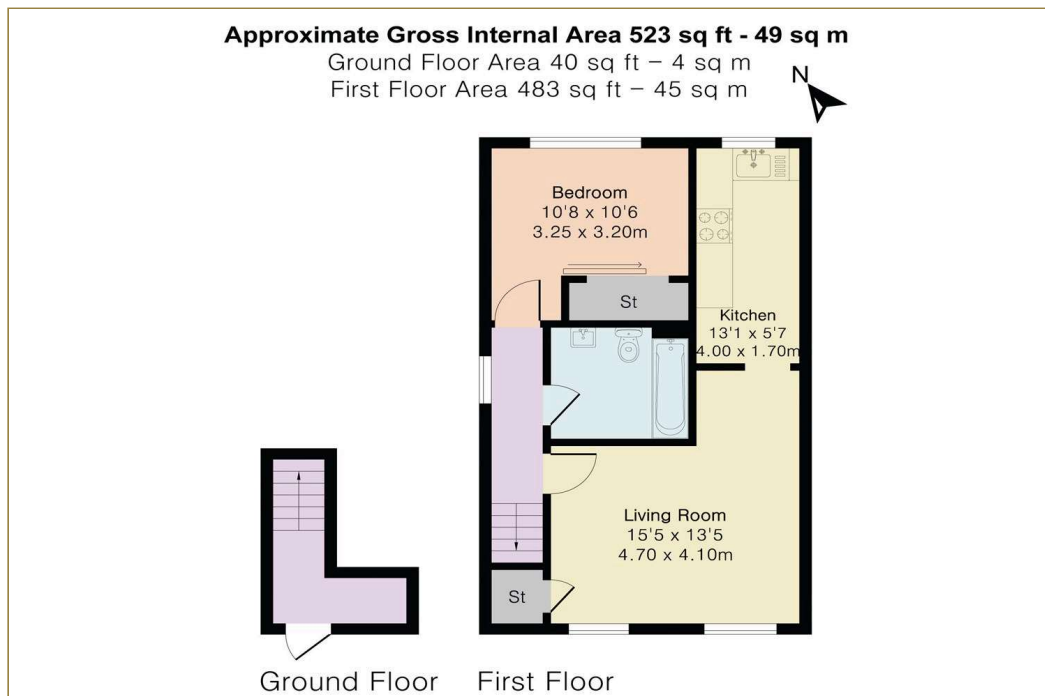 Approximate Gross Internal Area 523 sq ft - 49 sq m
Ground Floor Area 40 sq ft – 4 sq m
First Floor Area 483 sq ft – 45 sq m
N
Bedroom
10'8 x 10'6
3.25 x 3.20m
St
Kitchen
13'1 x 5'7
4.00 x 1.70m
Living Room
15'5 x 13'5
4.70 x 4.10m
St
Ground Floor
First Floor